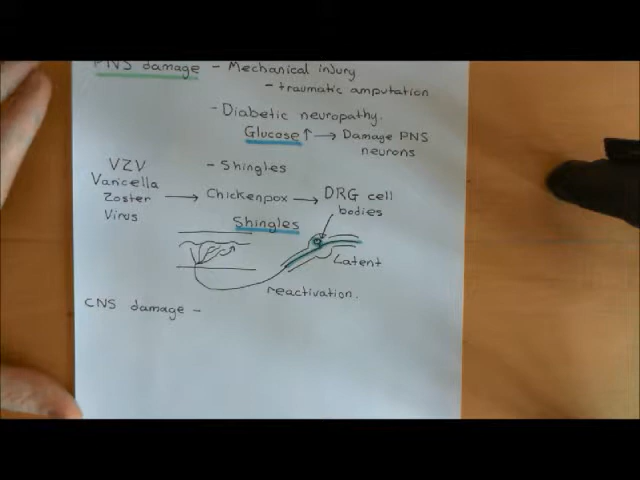 PNS damage - Mechanical injury
- traumatic amputation
- Diabetic neuropathy.
Glucose ↑ → Damage PNS
neurons
VZV - Shingles
Varicella
Zoster → Chickenpox → DRG cell
Virus bodies
Shingles
Latent
reactivation.
CNS damage -